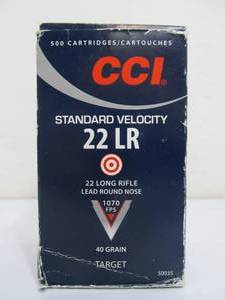 500 CARTRIDGES/CARTOUCHES
CCI
STANDARD VELOCITY
22 LR
22 LONG RIFLE
LEAD ROUND NOSE
1070
FPS
40 GRAIN
TARGET
50035